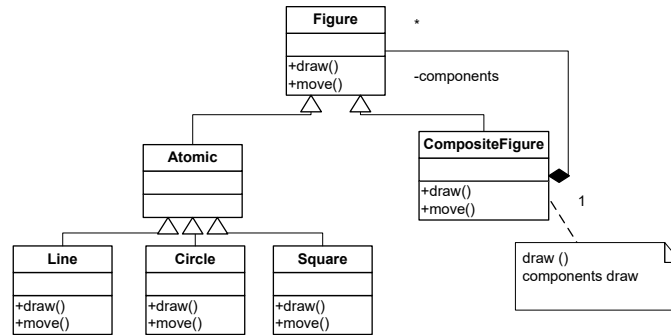 Figure
*
+draw()
+move()
-components
Atomic
CompositeFigure
+draw()
+move()
1
Line
Circle
Square
+draw()
+move()
+draw()
+move()
+draw()
+move()
draw ()
components draw